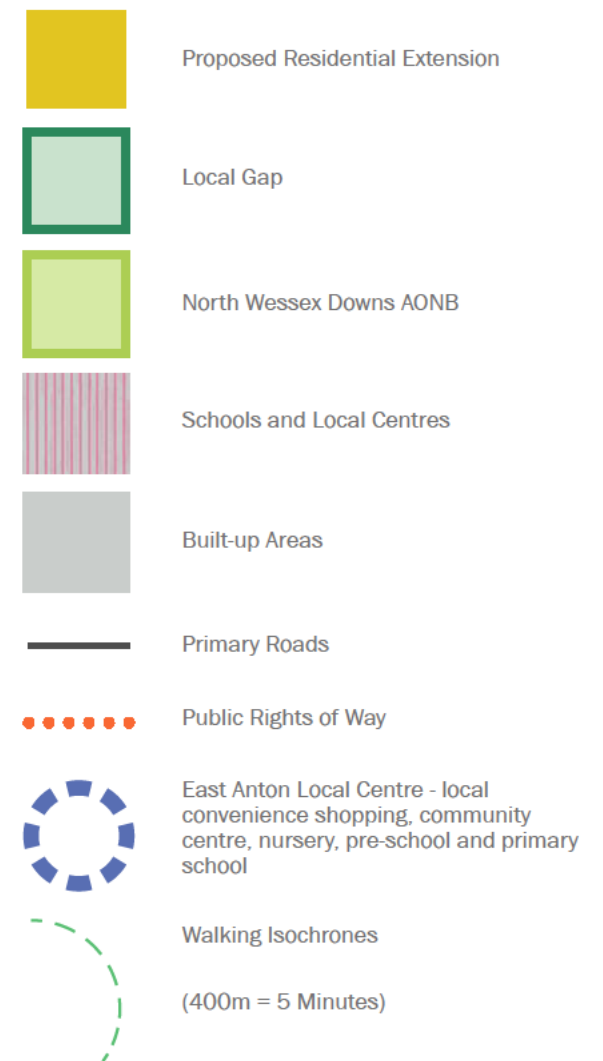 Proposed Residential Extension
Local Gap
North Wessex Downs AONB
Schools and Local Centres
Built-up Areas
Primary Roads
Public Rights of Way
East Anton Local Centre - local
convenience shopping, community
centre, nursery, pre-school and primary
school
Walking Isochrones
(400m = 5 Minutes)